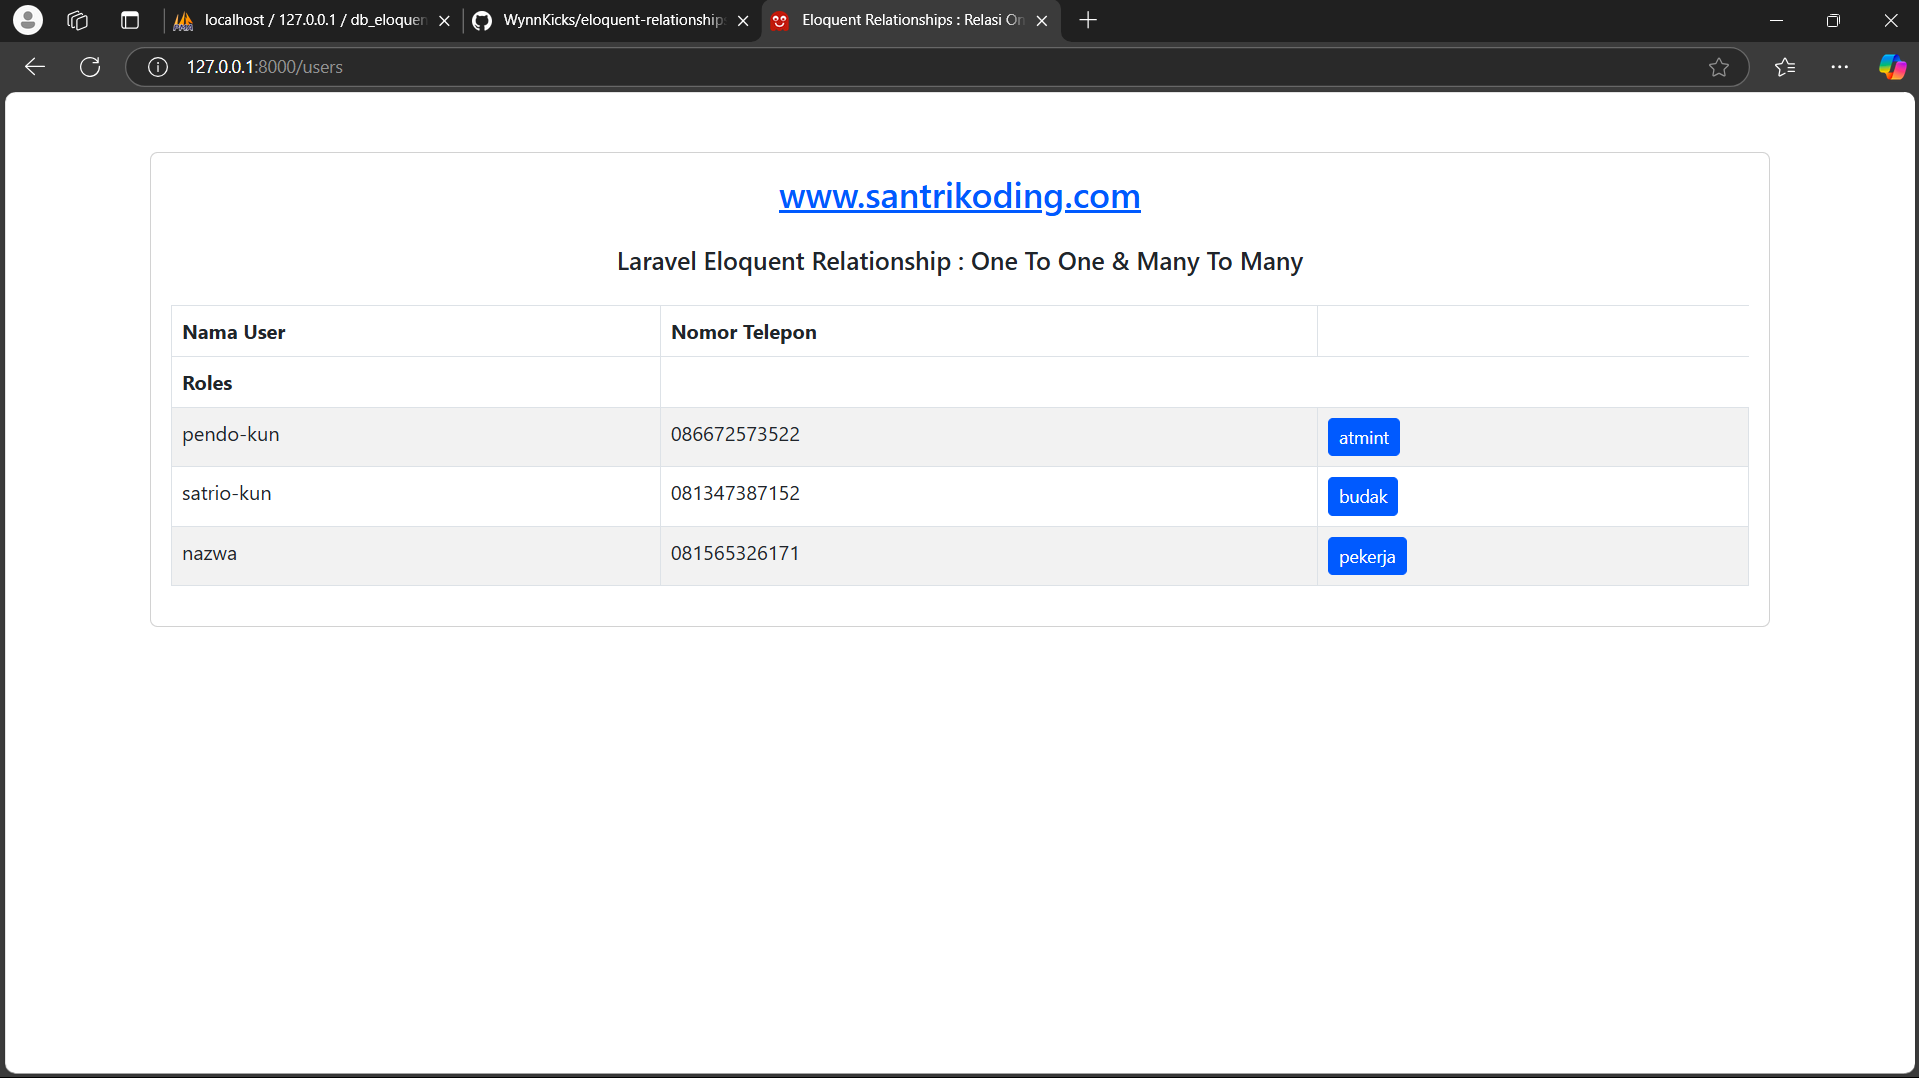 localhost / 127.0.0.1 / db_eloquen
WynnKicks/eloquent-relationships
Eloquent Relationships : Relasi On
127.0.0.1:8000/users
www.santrikoding.com
Laravel Eloquent Relationship : One To One & Many To Many
Nama User Nomor Telepon
Roles
pendo-kun 086672573522 atmint
satrio-kun 081347387152 budak
nazwa 081565326171 pekerja